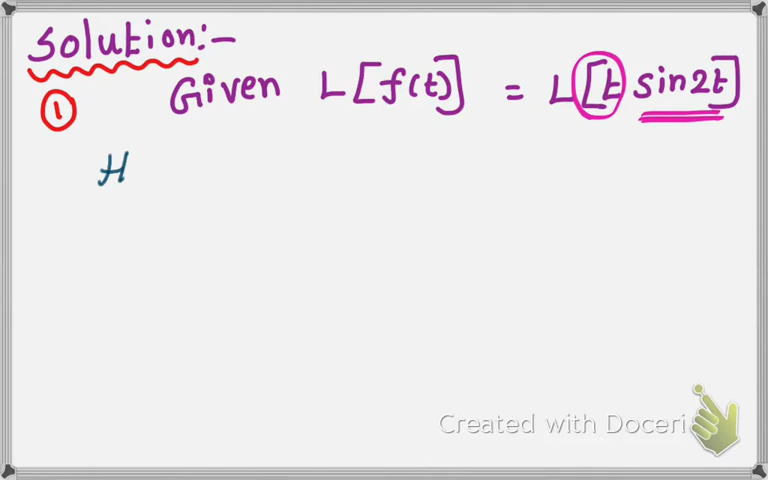 Solution:-
① Given L[f(t)] = L[t sin2t]
H
Created with Doceri